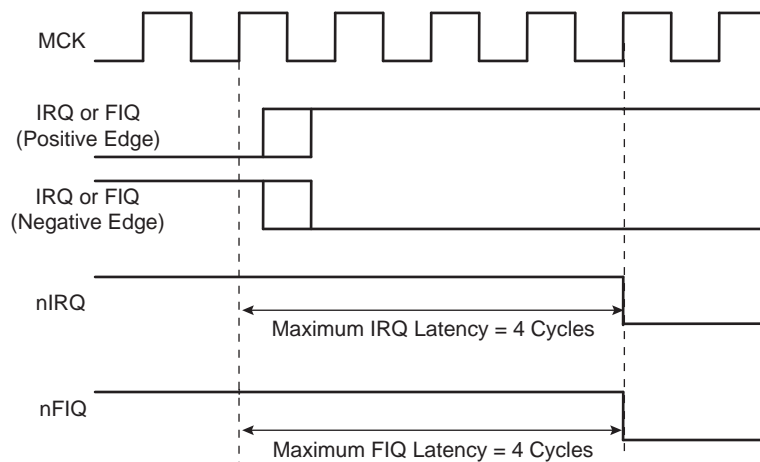 MCK
IRQ or FIQ
(Positive Edge)
IRQ or FIQ
(Negative Edge)
nIRQ
Maximum IRQ Latency = 4 Cycles
nFIQ
Maximum FIQ Latency = 4 Cycles